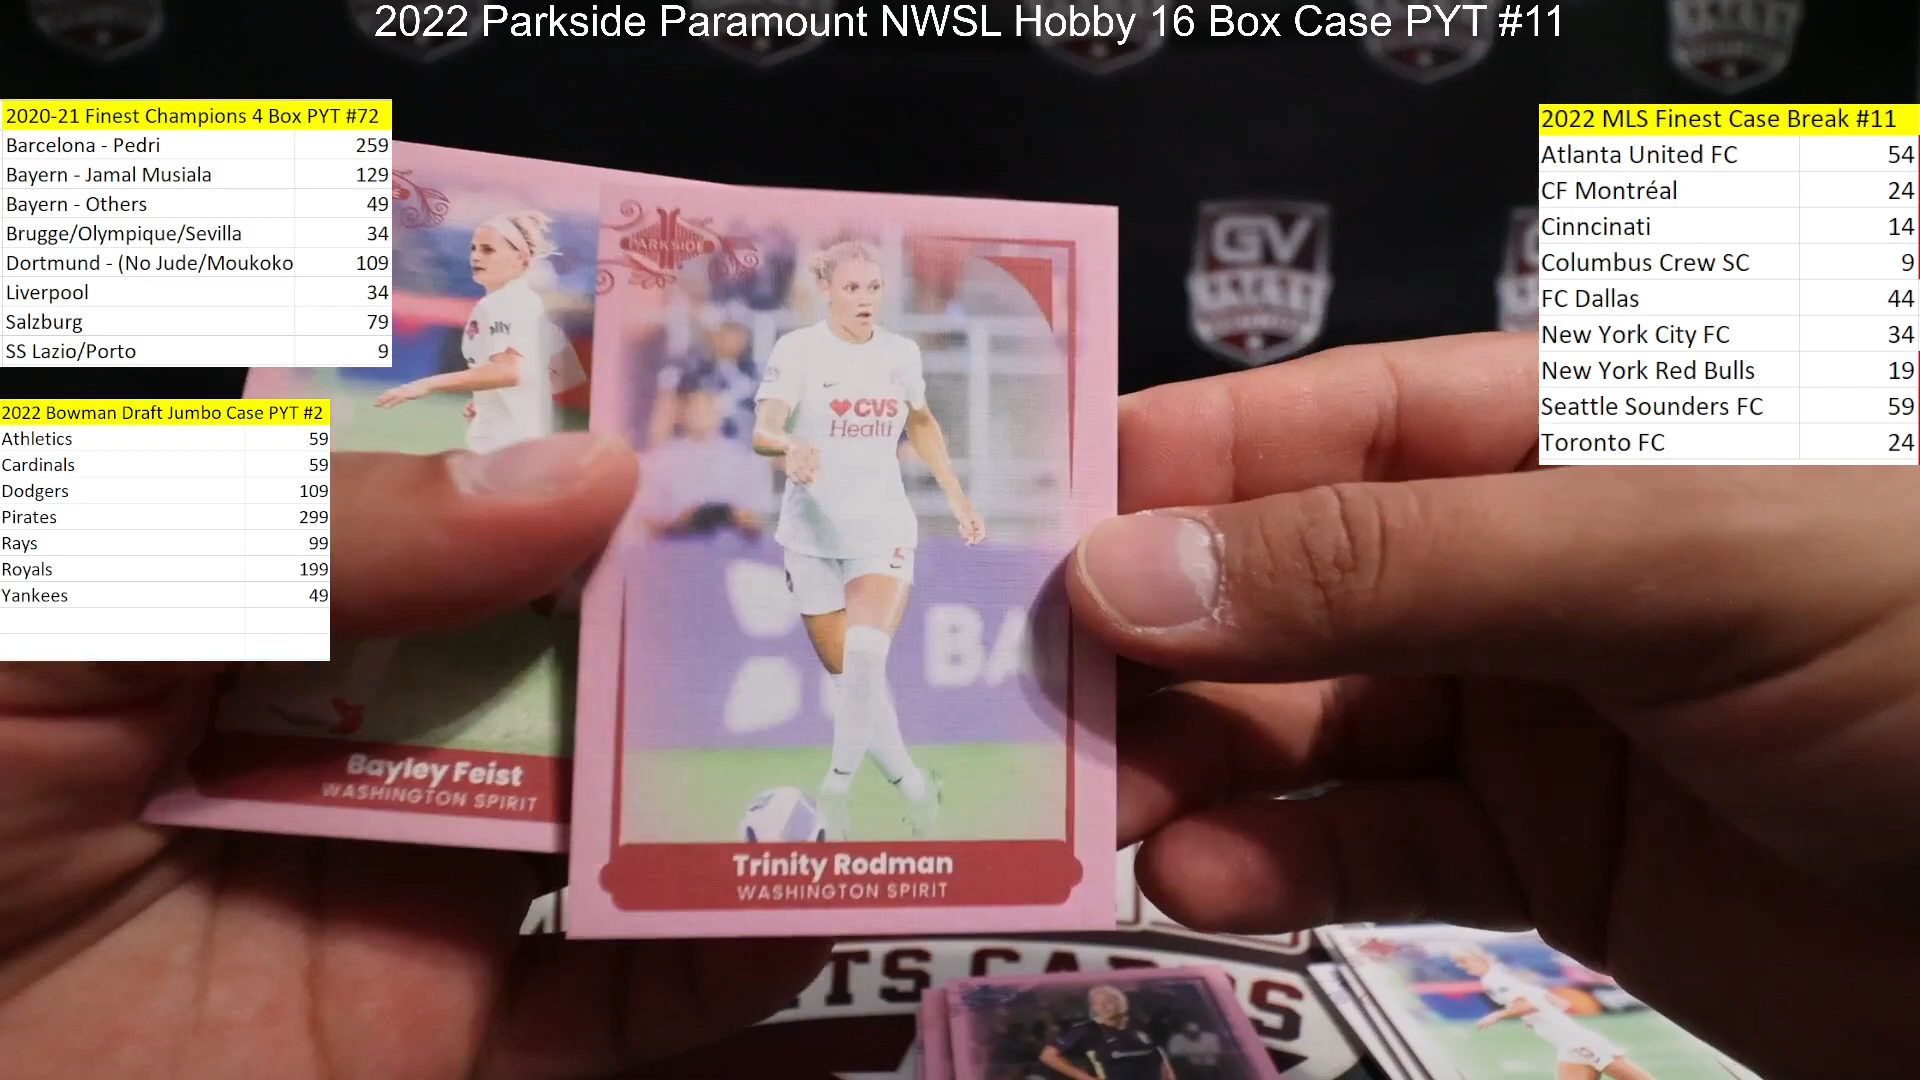 2022 Parkside Paramount NWSL Hobby 16 Box Case PYT #11
2020-21 Finest Champions 4 Box PYT #72
Barcelona - Pedri 259
Bayern - Jamal Musiala 129
Bayern - Others 49
Brugge/Olympique/Sevilla 34
Dortmund - (No Jude/Moukoko 109
Liverpool 34
Salzburg 79
SS Lazio/Porto 9
2022 Bowman Draft Jumbo Case PYT #2
Athletics 59
Cardinals 59
Dodgers 109
Pirates 299
Rays 99
Royals 199
Yankees 49
2022 MLS Finest Case Break #11
Atlanta United FC 54
CF Montréal 24
Cinncinati 14
Columbus Crew SC 9
FC Dallas 44
New York City FC 34
New York Red Bulls 19
Seattle Sounders FC 59
Toronto FC 24
GV
PARKSIDE
CVS
Healt
BA
Bayley Feist
WASHINGTON SPIRIT
Trinity Rodman
WASHINGTON SPIRIT